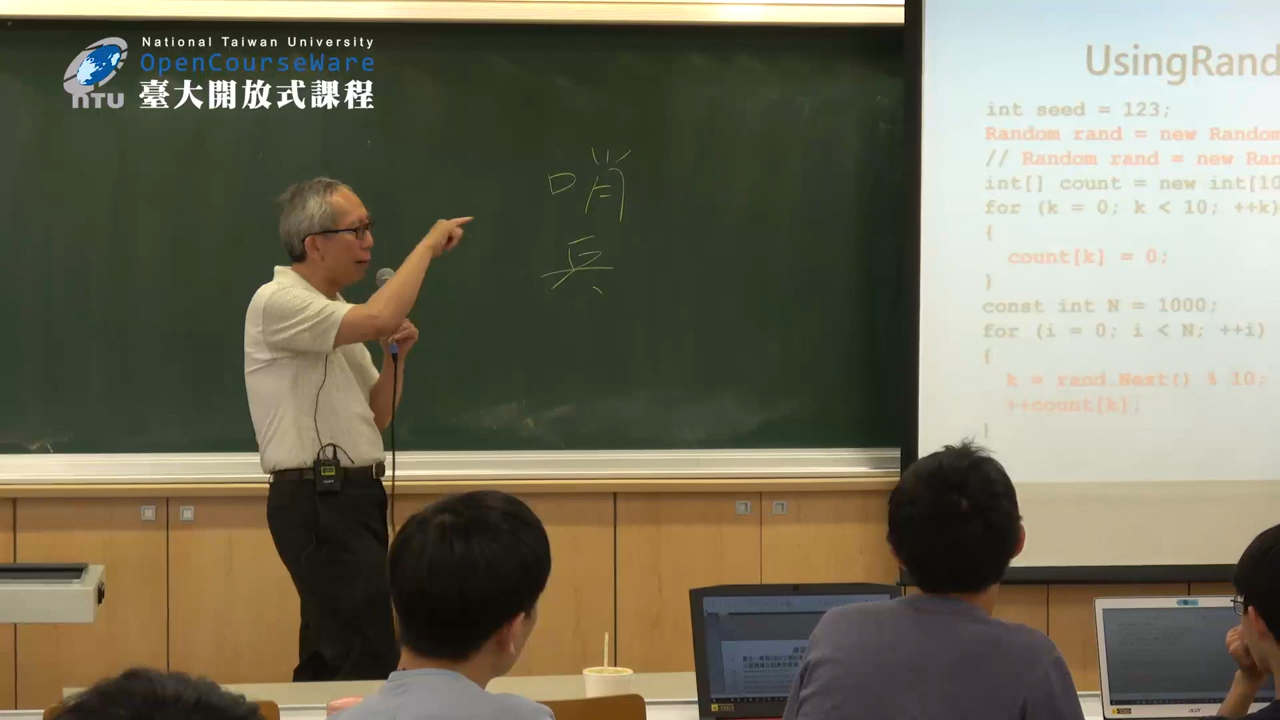 National Taiwan University
OpenCourseWare
臺大開放式課程
NTU
哨
兵
UsingRand
int seed = 123;
Random rand = new Random
// Random rand = new Ran
int[] count = new int[10
for (k = 0; k < 10; ++k)
{
count[k] = 0;
}
const int N = 1000;
for (i = 0; i < N; ++i)
{
k = rand.Next() % 10;
++count[k];
}
acer